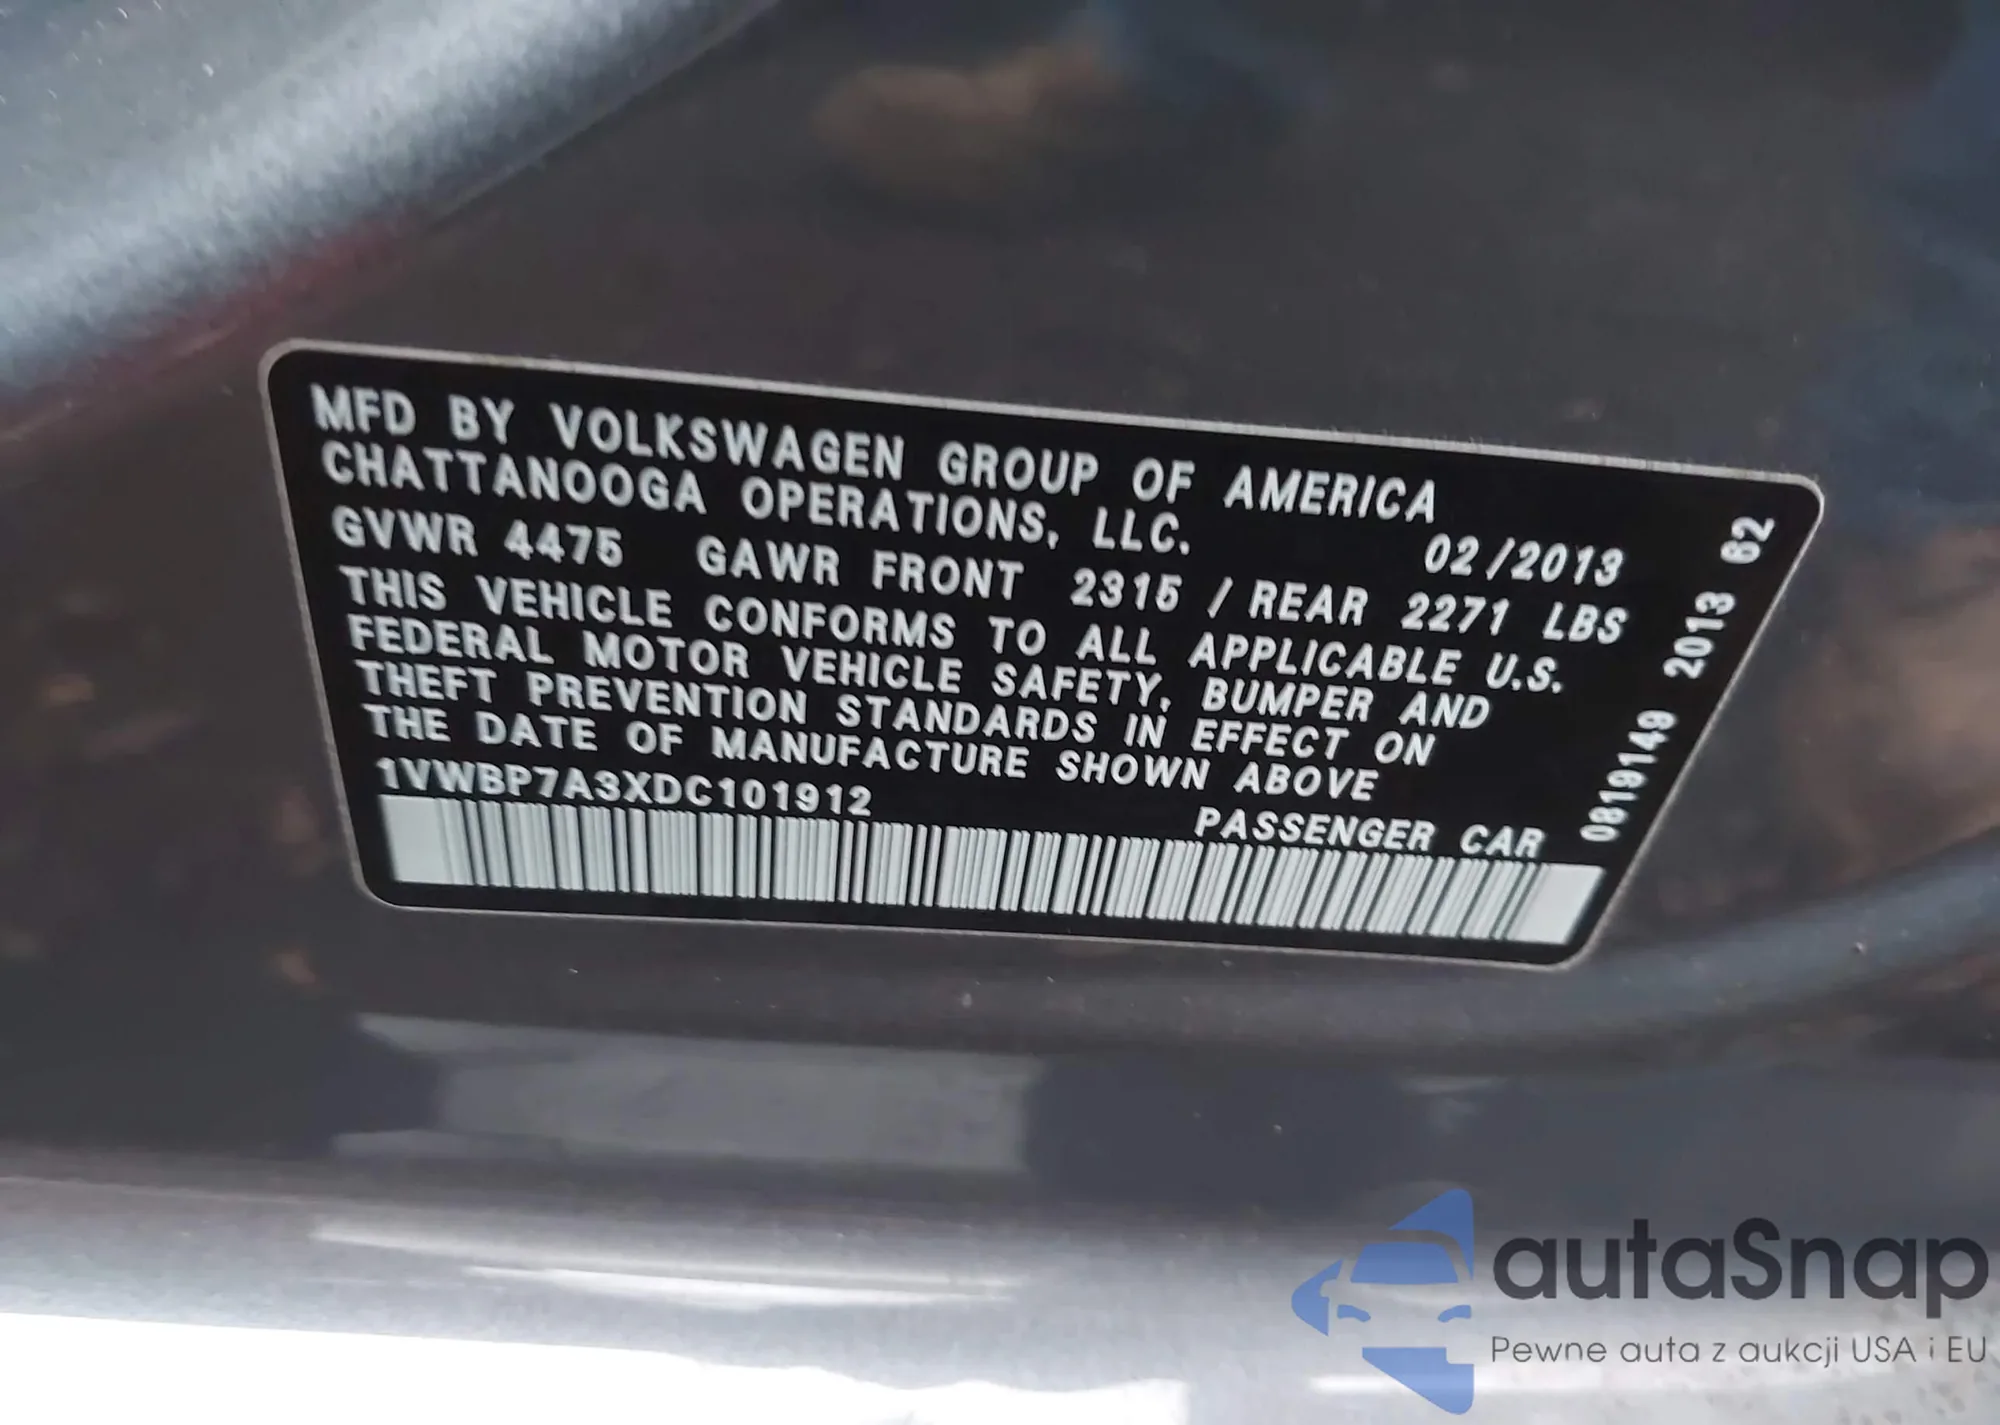 MFD BY VOLKSWAGEN GROUP OF AMERICA
CHATTANOOGA OPERATIONS, LLC.
02/2013
GVWR 4475 GAWR FRONT 2315 / REAR 2271 LBS
THIS VEHICLE CONFORMS TO ALL APPLICABLE U.S.
FEDERAL MOTOR VEHICLE SAFETY, BUMPER AND
THEFT PREVENTION STANDARDS IN EFFECT ON
THE DATE OF MANUFACTURE SHOWN ABOVE
1VWBP7A3XDC101912
PASSENGER CAR
0819149 2013 62
autaSnap
Pewne auta z aukcji USA i EU